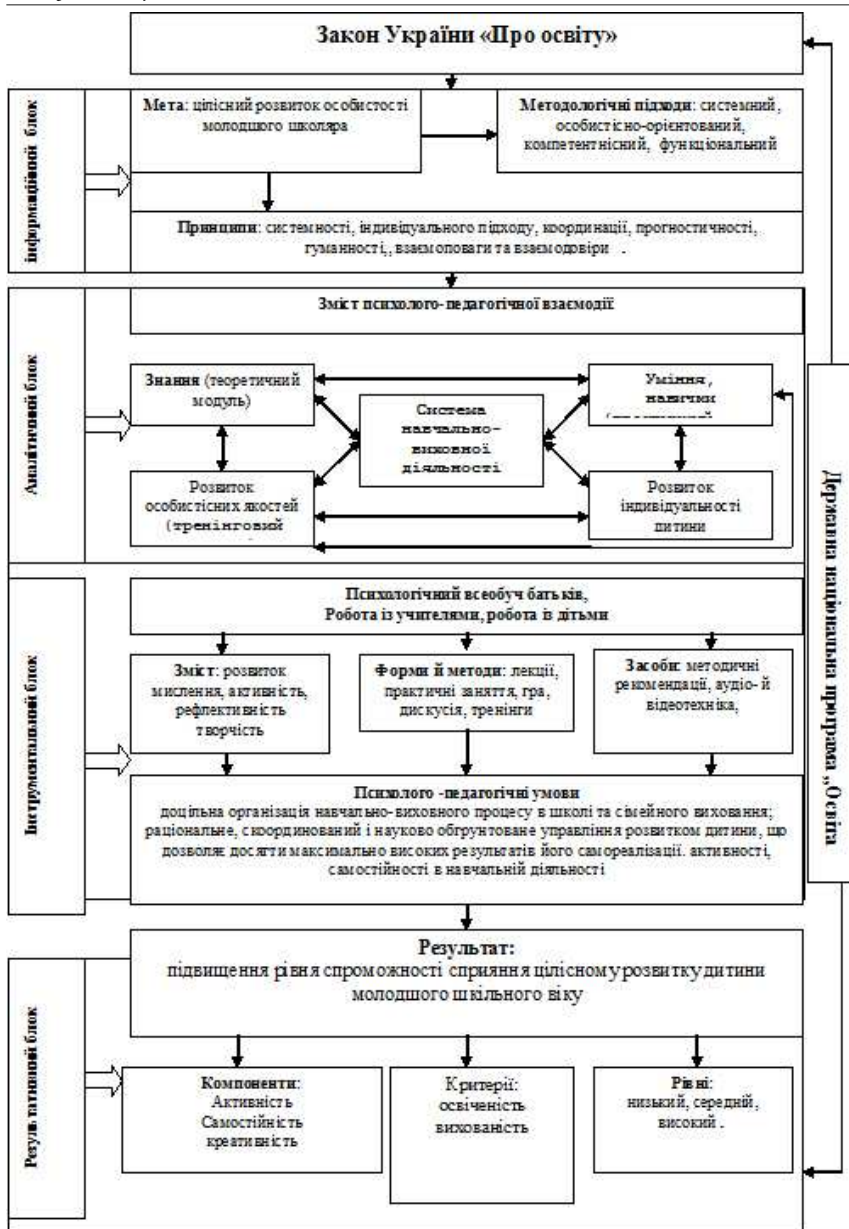 Закон України «Про освіту»
інформаційний блок
Мета: цілісний розвиток особистості
молодшого школяра
Методологічні підходи: системний,
особистісно-орієнтований,
компетентнісний, функціональний
Принципи: системності, індивідуального підходу, координації, прогностичності,
гуманності,, взаємоповаги та взаємодовіри .
Аналітичний блок
Зміст психолого-педагогічної взаємодії
Знання (теоретичний
модуль)
Уміння,
навички
Система
навчально-
виховної
діяльності
Розвиток
особистісних якостей
(тренінговий
Розвиток
індивідуальності
дитини
Державна національна програма „Освіта
Інструментальний блок
Психологічний всеобуч батьків,
Робота із учителями, робота із дітьми
Зміст: розвиток
мислення, активність,
рефлективність
творчість
Форми й методи: лекції,
практичні заняття, гра,
дискусія, тренінги
Засоби: методичні
рекомендації, аудіо- й
відеотехніка,
Психолого -педагогічні умови
доцільна організація навчально-виховного процесу в школі та сімейного виховання;
раціональне, скоординований і науково обґрунтоване управління розвитком дитини, що
дозволяє досягти максимально високих результатів його самореалізації. активності,
самостійності в навчальній діяльності
Результативний блок
Результат:
підвищення рівня спроможності сприяння цілісному розвитку дитини
молодшого шкільного віку
Компоненти:
Активність
Самостійність
креативність
Критерії:
освіченість
вихованість
Рівні:
низький, середній,
високий .